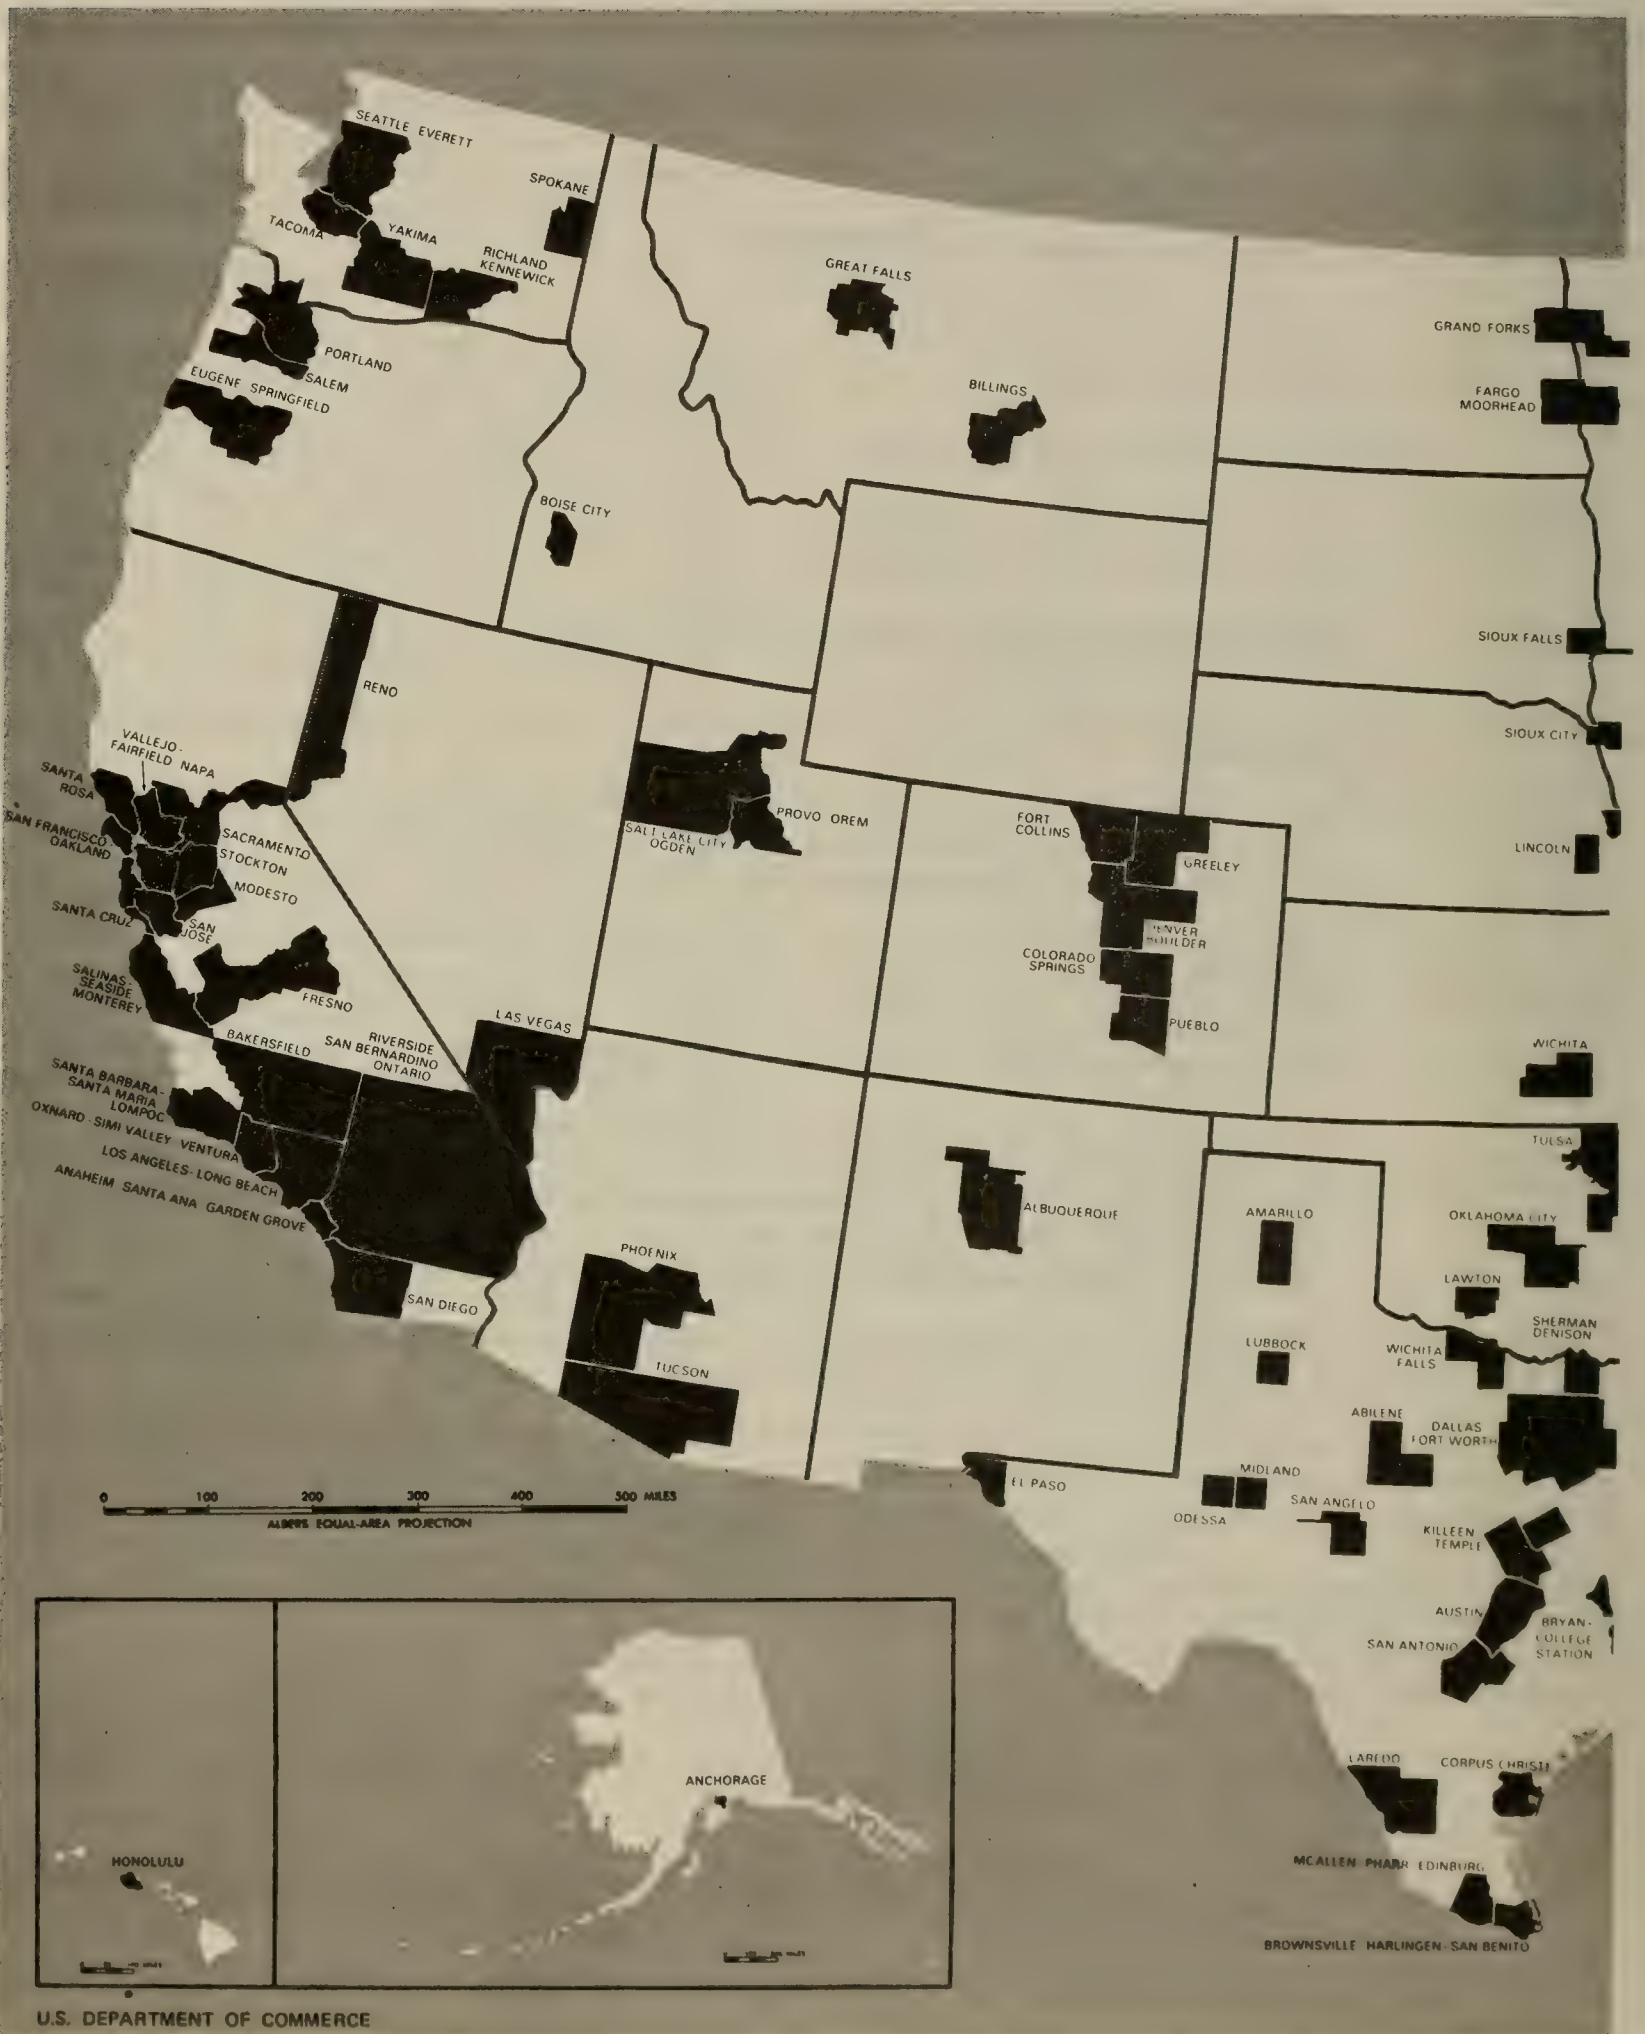 SEATTLE EVERETT
SPOKANE
TACOMA
YAKIMA
RICHLAND
KENNEWICK
PORTLAND
SALEM
EUGENE SPRINGFIELD
GREAT FALLS
BILLINGS
GRAND FORKS
FARGO
MOORHEAD
BOISE CITY
RENO
SIOUX FALLS
SIOUX CITY
LINCOLN
VALLEJO-
FAIRFIELD NAPA
SANTA
ROSA
SAN FRANCISCO-
OAKLAND
SACRAMENTO
STOCKTON
MODESTO
SANTA CRUZ
SAN
JOSE
SALINAS-
SEASIDE
MONTEREY
FRESNO
SALT LAKE CITY
OGDEN
PROVO OREM
FORT
COLLINS
GREELEY
DENVER
BOULDER
COLORADO
SPRINGS
PUEBLO
LAS VEGAS
BAKERSFIELD
RIVERSIDE
SAN BERNARDINO
ONTARIO
SANTA BARBARA-
SANTA MARIA
LOMPOC
OXNARD-SIMI VALLEY VENTURA
LOS ANGELES-LONG BEACH
ANAHEIM SANTA ANA GARDEN GROVE
SAN DIEGO
PHOENIX
TUCSON
ALBUQUERQUE
WICHITA
TULSA
AMARILLO
OKLAHOMA CITY
LAWTON
SHERMAN
DENISON
LUBBOCK
WICHITA
FALLS
ABILENE
DALLAS
FORT WORTH
EL PASO
MIDLAND
ODESSA
SAN ANGELO
KILLEEN
TEMPLE
AUSTIN
BRYAN-
COLLEGE
STATION
SAN ANTONIO
LAREDO
CORPUS CHRISTI
MCALLEN PHARR EDINBURG
BROWNSVILLE HARLINGEN-SAN BENITO
0 100 200 300 400 500 MILES
ALBERS EQUAL-AREA PROJECTION
HONOLULU
ANCHORAGE
U.S. DEPARTMENT OF COMMERCE